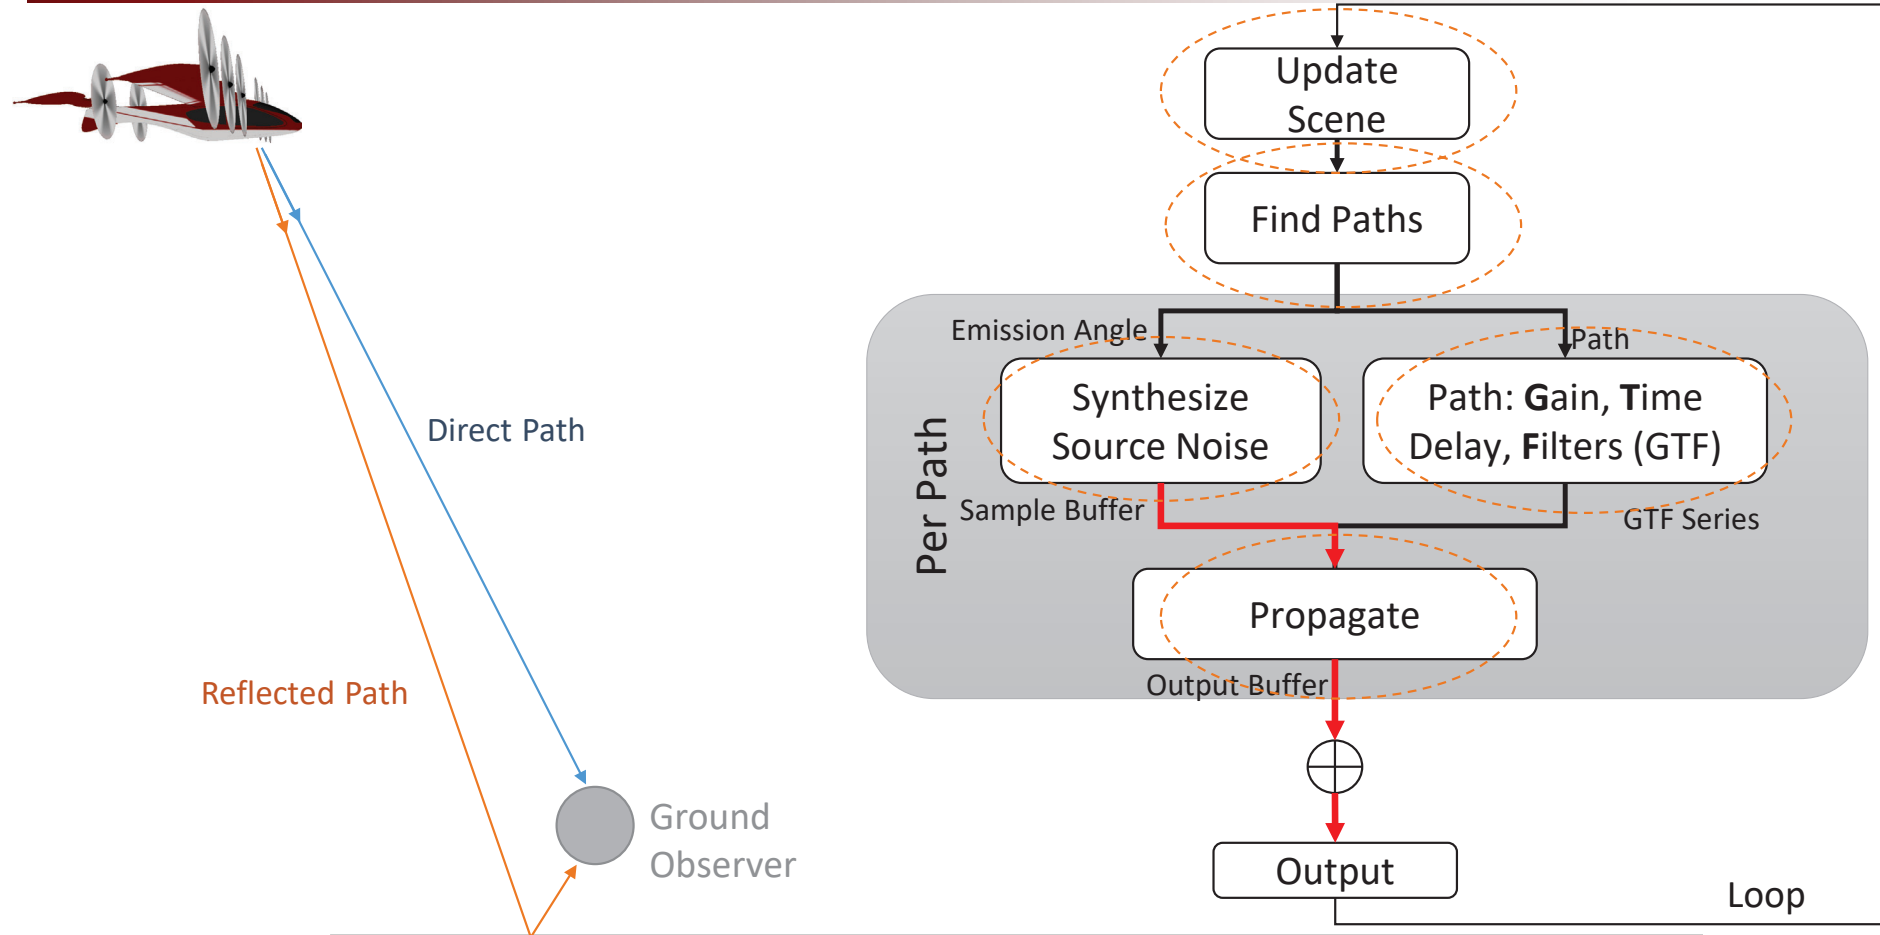 Direct Path
Reflected Path
Ground
Observer
Update
Scene
Find Paths
Per Path
Emission Angle
Path
Synthesize
Source Noise
Path: Gain, Time
Delay, Filters (GTF)
Sample Buffer
GTF Series
Propagate
Output Buffer
Output
Loop